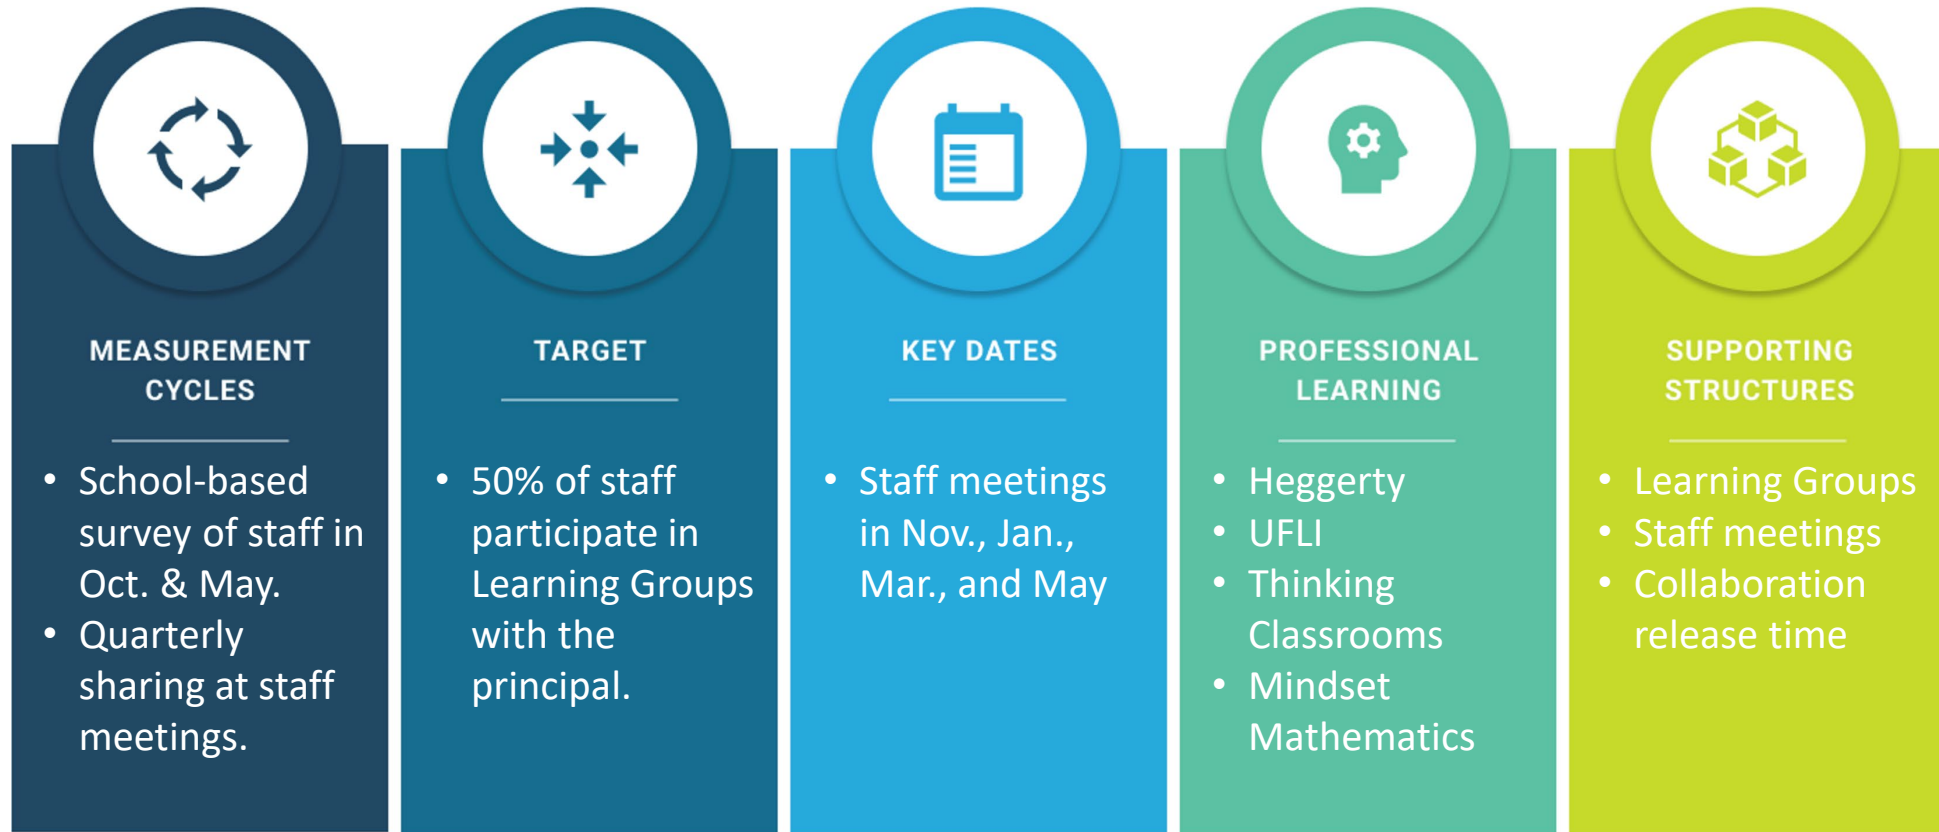 MEASUREMENT
CYCLES
• School-based
survey of staff in
Oct. & May.
• Quarterly
sharing at staff
meetings.
TARGET
• 50% of staff
participate in
Learning Groups
with the
principal.
KEY DATES
• Staff meetings
in Nov., Jan.,
Mar., and May
PROFESSIONAL
LEARNING
• Heggerty
• UFLI
• Thinking
Classrooms
• Mindset
Mathematics
SUPPORTING
STRUCTURES
• Learning Groups
• Staff meetings
• Collaboration
release time